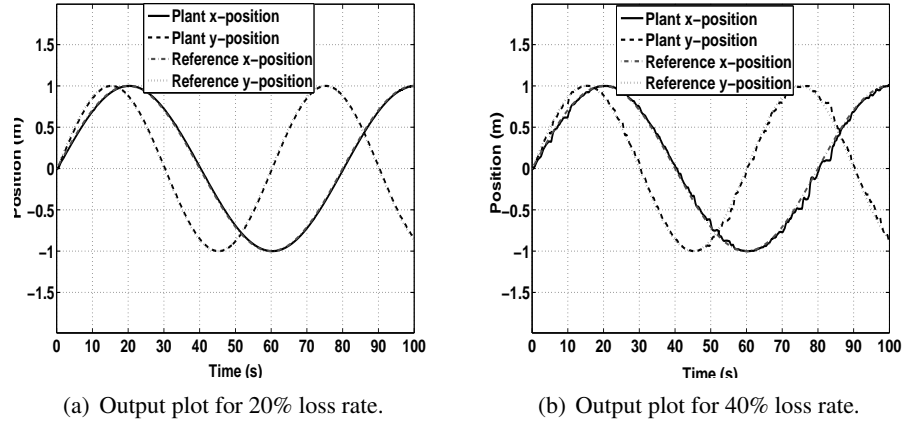 Plant x-position
Plant y-position
Reference x-position
Reference y-position
1.5
1
0.5
0
-0.5
-1
-1.5
Position (m)
0 10 20 30 40 50 60 70 80 90 100
Time (s)
(a) Output plot for 20% loss rate.
Plant x-position
Plant y-position
Reference x-position
Reference y-position
1.5
1
0.5
0
-0.5
-1
-1.5
Position (m)
0 10 20 30 40 50 60 70 80 90 100
Time (s)
(b) Output plot for 40% loss rate.